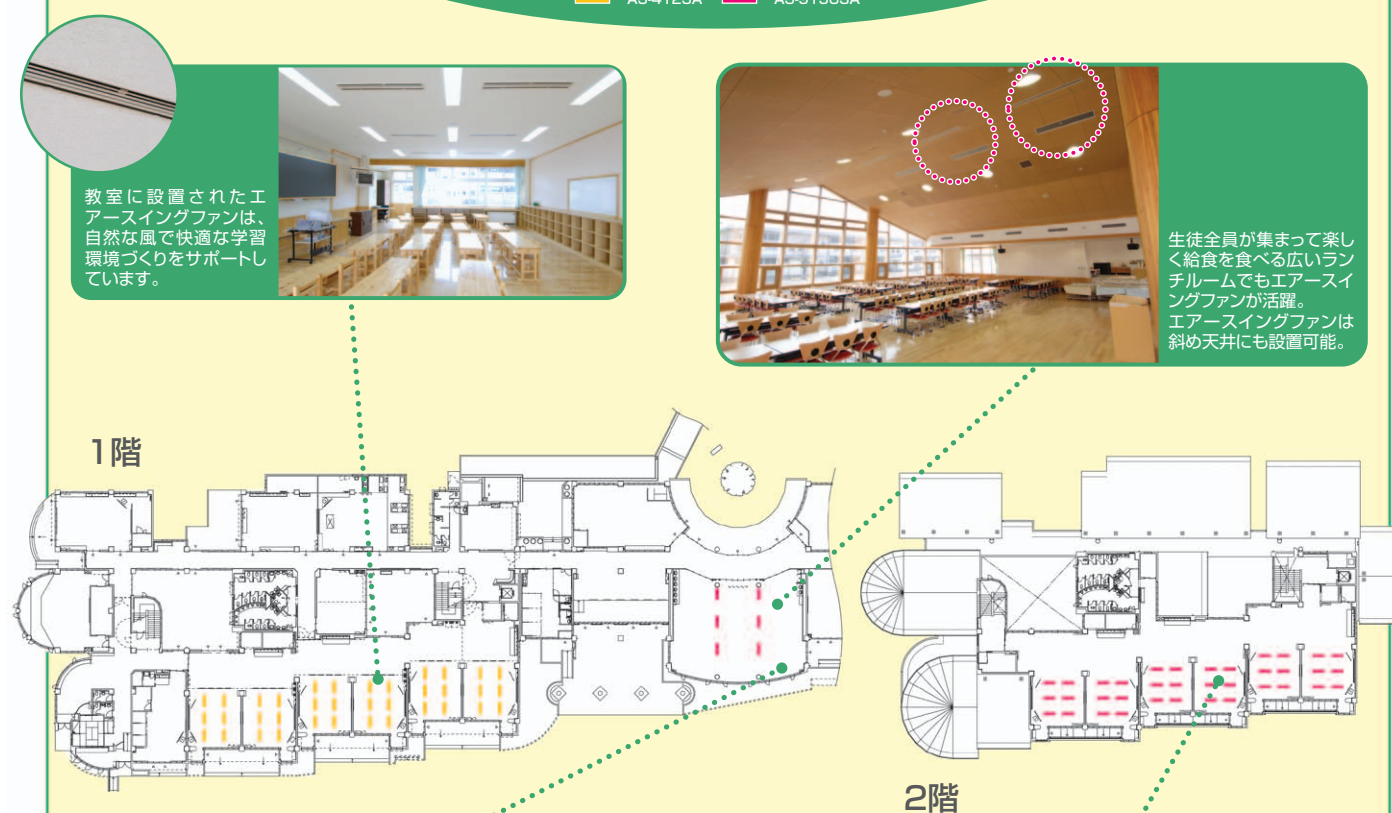 教室に設置されたエ
アースイングファンは、
自然な風で快適な学習
環境づくりをサポートし
ています。
生徒全員が集まって楽し
く給食を食べる広いラン
チルームでもエアースイ
ングファンが活躍。
エアースイングファンは
斜め天井にも設置可能。
1階
2階